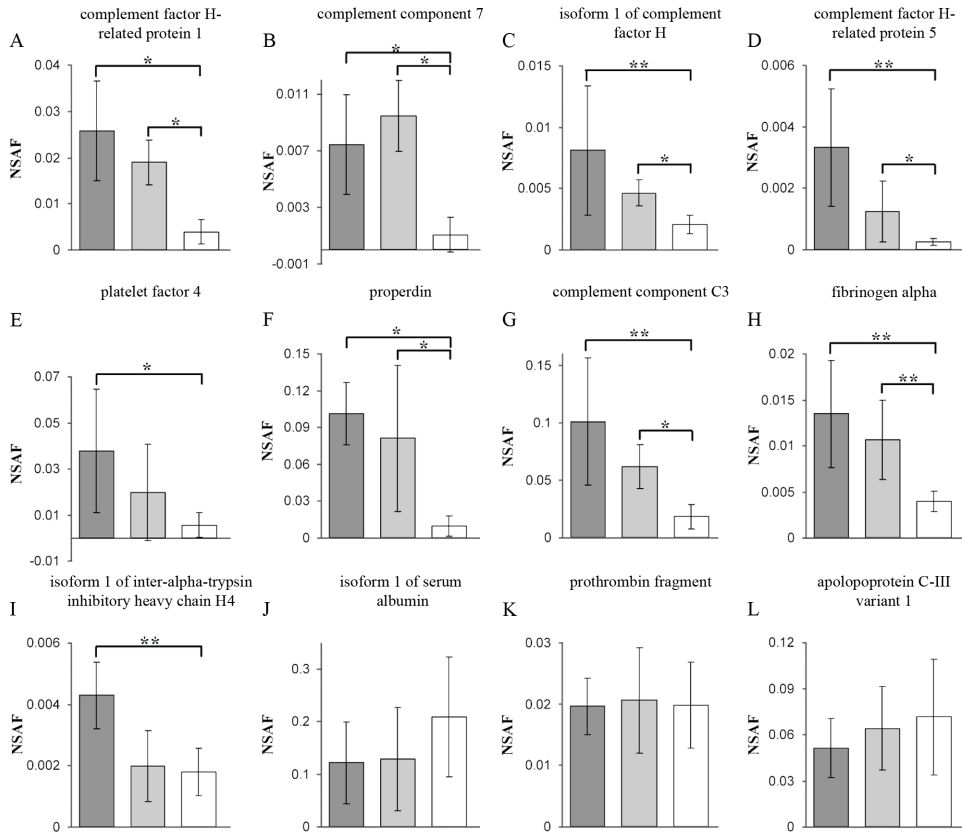 complement factor H-
related protein 1
A
*
*
0.04
0.03
0.02
0.01
0
NSAF
complement component 7
B
*
*
0.011
0.007
0.003
-0.001
NSAF
isoform 1 of complement
factor H
C
**
*
0.015
0.01
0.005
0
NSAF
complement factor H-
related protein 5
D
**
*
0.006
0.004
0.002
0
NSAF
platelet factor 4
E
*
0.07
0.05
0.03
0.01
-0.01
NSAF
properdin
F
*
*
0.15
0.12
0.09
0.06
0.03
0
NSAF
complement component C3
G
**
*
0.15
0.1
0.05
0
NSAF
fibrinogen alpha
H
**
**
0.02
0.015
0.01
0.005
0
NSAF
isoform 1 of inter-alpha-trypsin
inhibitory heavy chain H4
I
**
0.006
0.004
0.002
0
NSAF
isoform 1 of serum
albumin
J
0.3
0.2
0.1
0
NSAF
prothrombin fragment
K
0.03
0.02
0.01
0.00
NSAF
apolopoprotein C-III
variant 1
L
0.12
0.09
0.06
0.03
0
NSAF